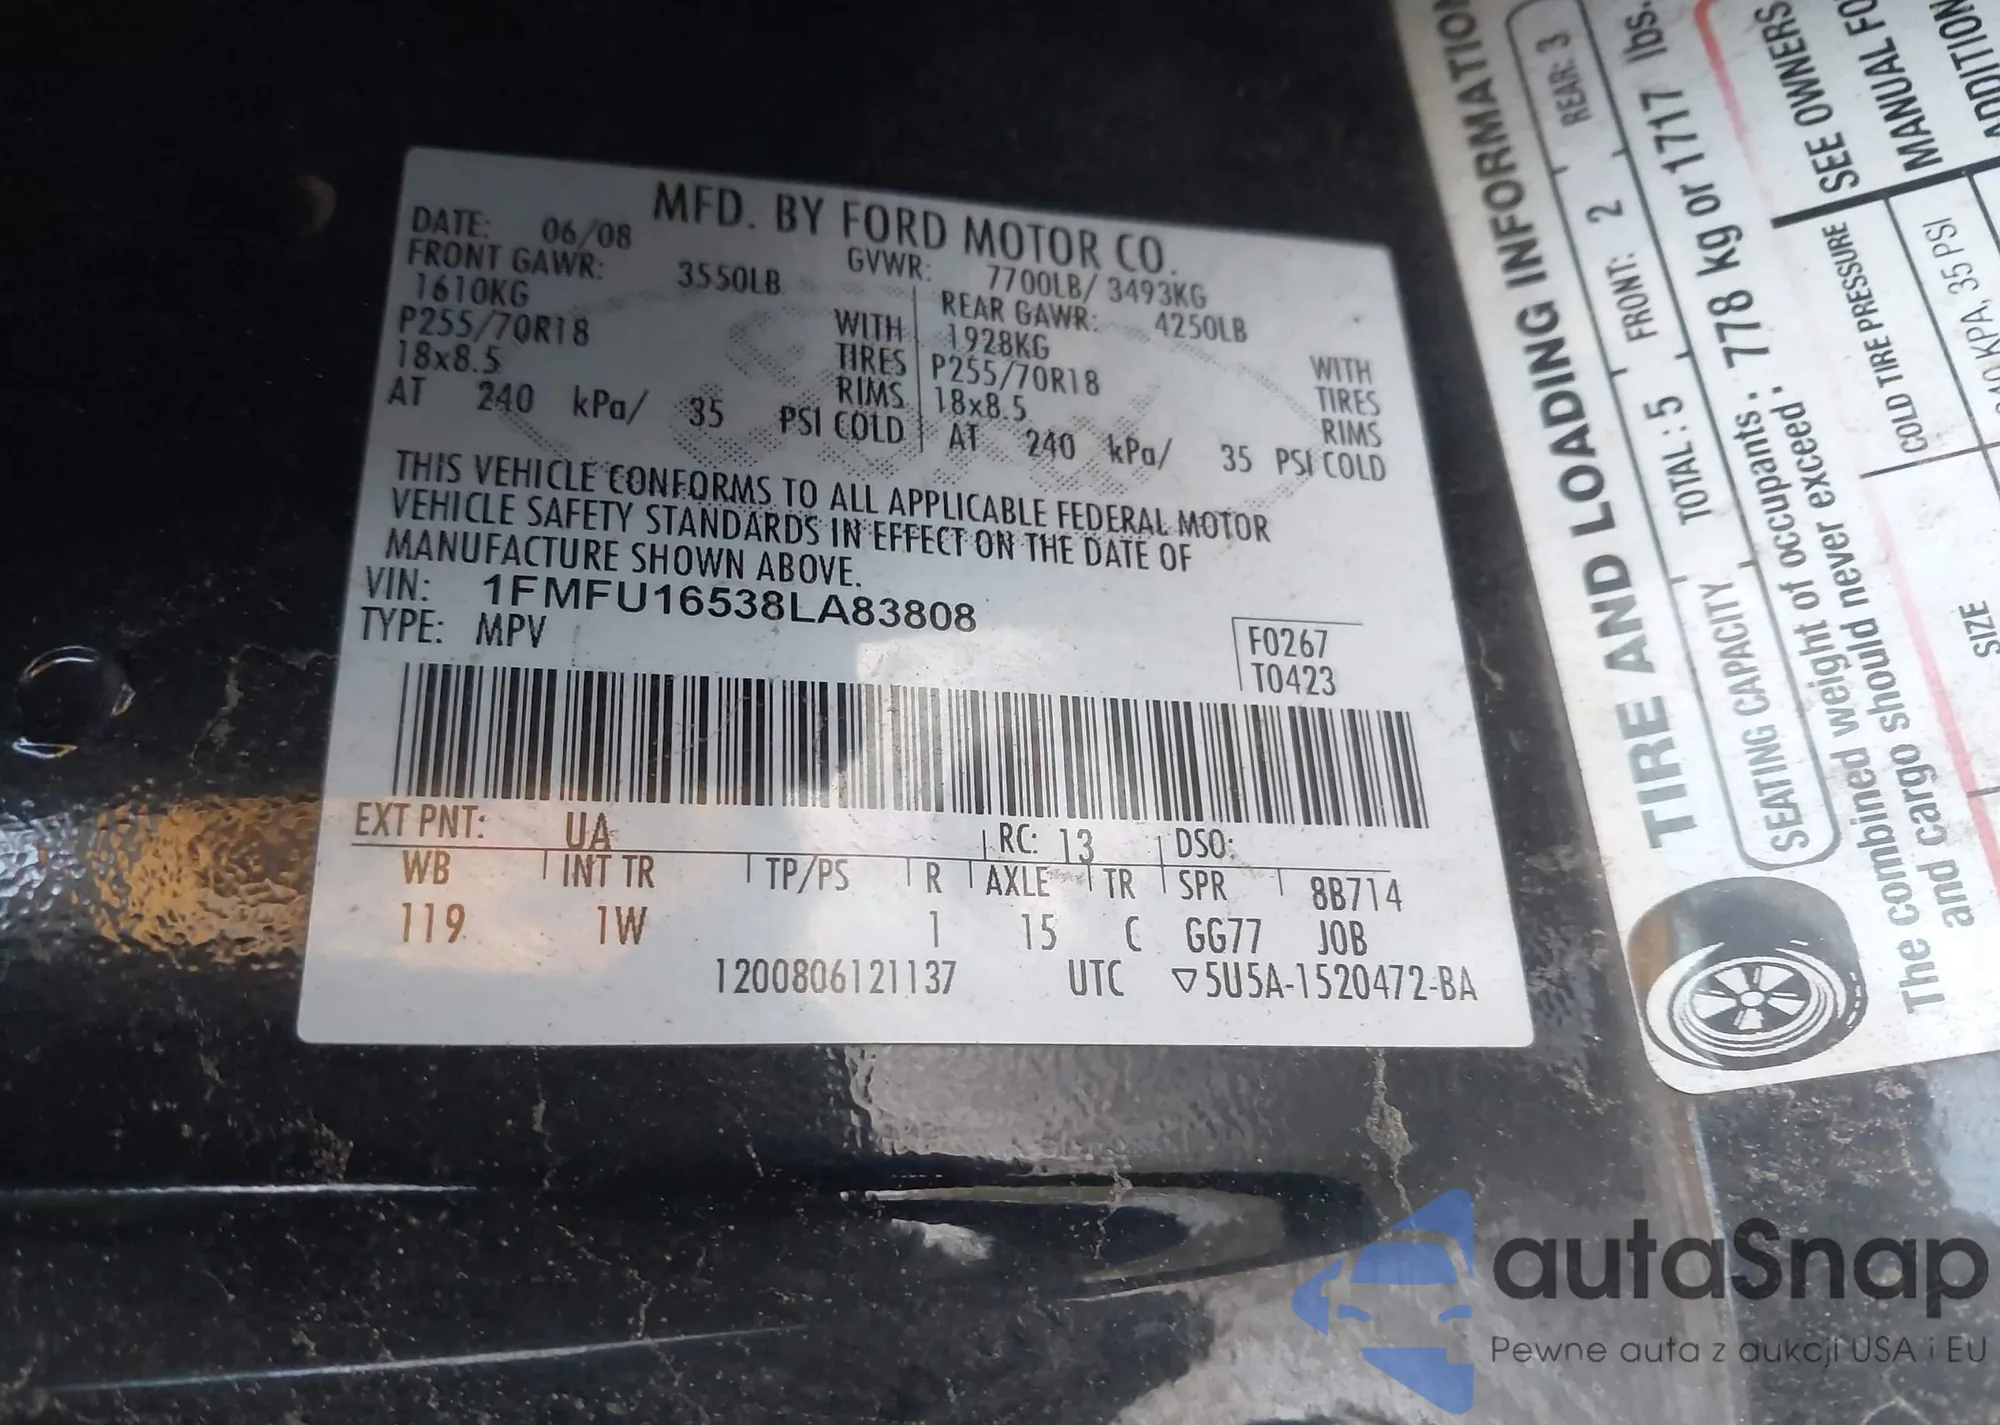 MFD. BY FORD MOTOR CO.
DATE: 06/08 GVWR: 7700LB/ 3493KG
FRONT GAWR: 3550LB REAR GAWR: 4250LB
1610KG WITH 1928KG WITH
P255/70R18 TIRES P255/70R18 TIRES
18x8.5 RIMS 18x8.5 RIMS
AT 240 kPa/ 35 PSI COLD AT 240 kPa/ 35 PSI COLD
THIS VEHICLE CONFORMS TO ALL APPLICABLE FEDERAL MOTOR
VEHICLE SAFETY STANDARDS IN EFFECT ON THE DATE OF
MANUFACTURE SHOWN ABOVE.
VIN: 1FMFU16538LA83808
TYPE: MPV
F0267
T0423
EXT PNT: UA RC: 13 DSO:
WB INT TR TP/PS R AXLE TR SPR 8B714
119 1W 1 15 C GG77 JOB
1200806121137 UTC ▽5U5A-1520472-BA
TIRE AND LOADING INFORMATION
SEATING CAPACITY TOTAL: 5 FRONT: 2 REAR: 3
The combined weight of occupants
and cargo should never exceed: 778 kg or 1717 lbs.
SIZE COLD TIRE PRESSURE SEE OWNERS
MANUAL FO
ADDITION
240 KPA, 35 PSI
autaSnap
Pewne auta z aukcji USA i EU